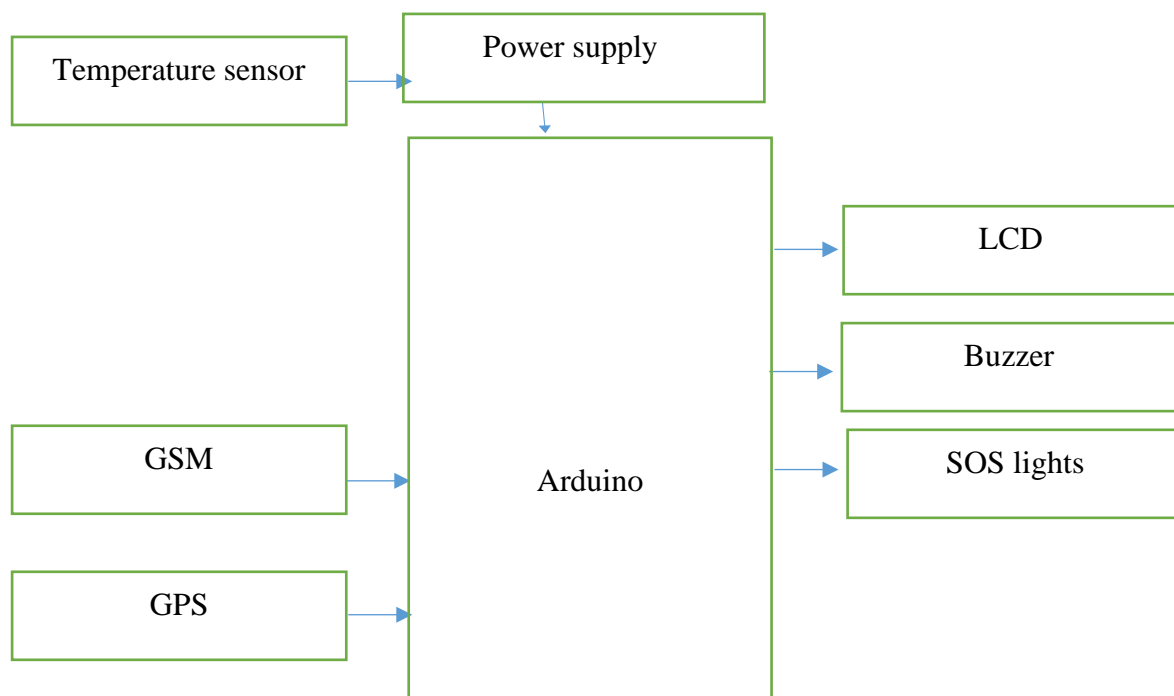 Temperature sensor
Power supply
LCD
Buzzer
GSM
SOS lights
Arduino
GPS